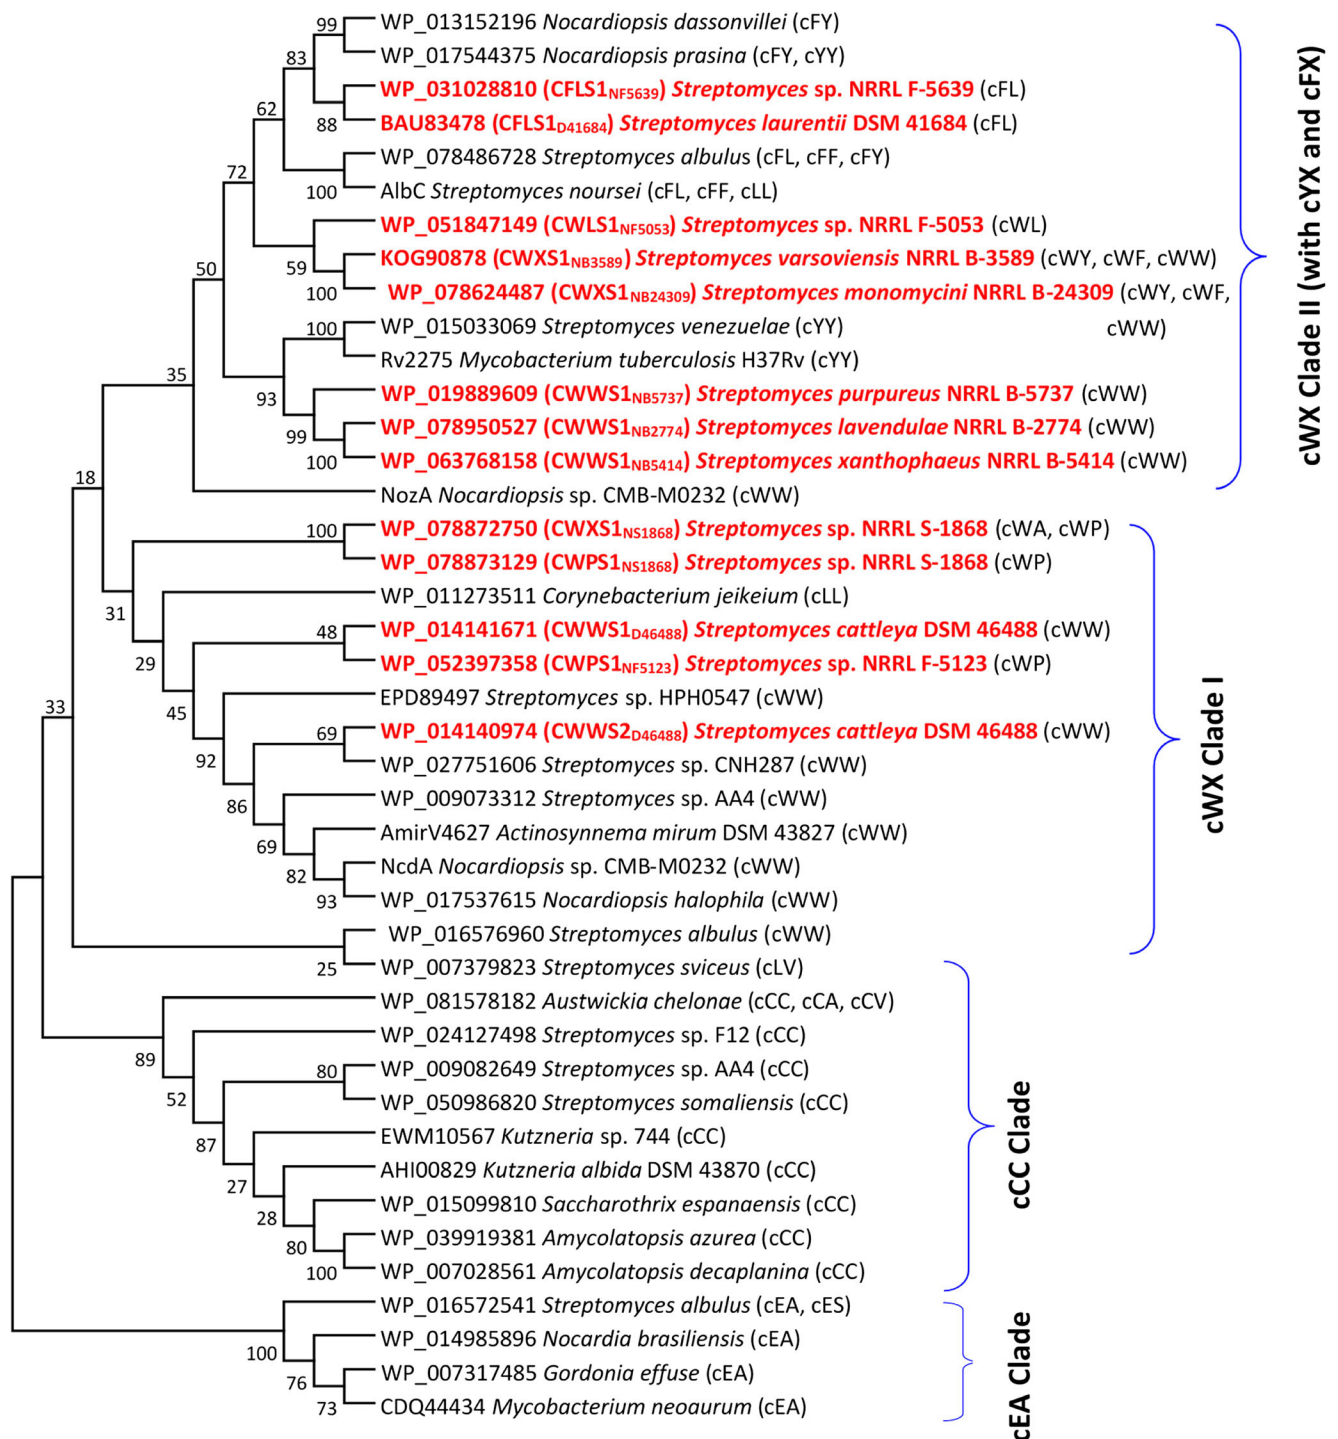 99
WP_013152196 Nocardiopsis dassonvillei (cFY)
83
WP_017544375 Nocardiopsis prasina (cFY, cYY)
WP_031028810 (CFLS1NF5639) Streptomyces sp. NRRL F-5639 (cFL)
62
88
BAU83478 (CFLS1D41684) Streptomyces laurentii DSM 41684 (cFL)
WP_078486728 Streptomyces albulus (cFL, cFF, cFY)
72
100
AlbC Streptomyces noursei (cFL, cFF, cLL)
WP_051847149 (CWLS1NF5053) Streptomyces sp. NRRL F-5053 (cWL)
50
59
KOG90878 (CWXS1NB3589) Streptomyces varsoviensis NRRL B-3589 (cWY, cWF, cWW)
100
WP_078624487 (CWXS1NB24309) Streptomyces monomycini NRRL B-24309 (cWY, cWF,
cWW)
100
WP_015033069 Streptomyces venezuelae (cYY)
Rv2275 Mycobacterium tuberculosis H37Rv (cYY)
35
93
WP_019889609 (CWWS1NB5737) Streptomyces purpureus NRRL B-5737 (cWW)
99
WP_078950527 (CWWS1NB2774) Streptomyces lavendulae NRRL B-2774 (cWW)
100
WP_063768158 (CWWS1NB5414) Streptomyces xanthophaeus NRRL B-5414 (cWW)
18
NozA Nocardiopsis sp. CMB-M0232 (cWW)
cWX Clade II (with cYX and cFX)
100
WP_078872750 (CWXS1NS1868) Streptomyces sp. NRRL S-1868 (cWA, cWP)
WP_078873129 (CWPS1NS1868) Streptomyces sp. NRRL S-1868 (cWP)
31
WP_011273511 Corynebacterium jeikeium (cLL)
29
48
WP_014141671 (CWWS1D46488) Streptomyces cattleya DSM 46488 (cWW)
WP_052397358 (CWPS1NF5123) Streptomyces sp. NRRL F-5123 (cWP)
33
45
EPD89497 Streptomyces sp. HPH0547 (cWW)
92
69
WP_014140974 (CWWS2D46488) Streptomyces cattleya DSM 46488 (cWW)
WP_027751606 Streptomyces sp. CNH287 (cWW)
86
WP_009073312 Streptomyces sp. AA4 (cWW)
69
AmirV4627 Actinosynnema mirum DSM 43827 (cWW)
82
NcdA Nocardiopsis sp. CMB-M0232 (cWW)
93
WP_017537615 Nocardiopsis halophila (cWW)
WP_016576960 Streptomyces albulus (cWW)
25
WP_007379823 Streptomyces sviceus (cLV)
cWX Clade I
WP_081578182 Austwickia chelonae (cCC, cCA, cCV)
89
WP_024127498 Streptomyces sp. F12 (cCC)
52
80
WP_009082649 Streptomyces sp. AA4 (cCC)
WP_050986820 Streptomyces somaliensis (cCC)
87
EWM10567 Kutzneria sp. 744 (cCC)
27
AHI00829 Kutzneria albida DSM 43870 (cCC)
28
WP_015099810 Saccharothrix espanaensis (cCC)
80
WP_039919381 Amycolatopsis azurea (cCC)
100
WP_007028561 Amycolatopsis decaplanina (cCC)
cCC Clade
WP_016572541 Streptomyces albulus (cEA, cES)
100
WP_014985896 Nocardia brasiliensis (cEA)
76
WP_007317485 Gordonia effuse (cEA)
73
CDQ44434 Mycobacterium neoaurum (cEA)
cEA Clade